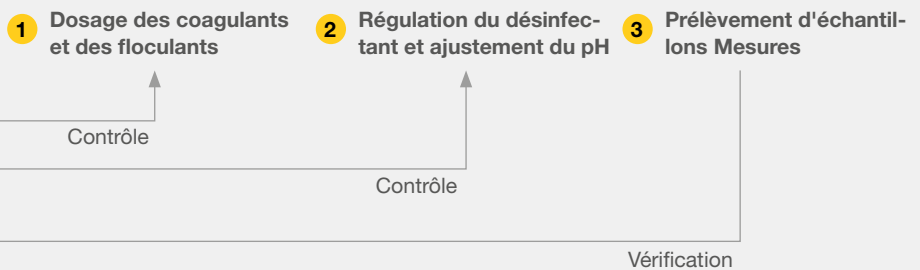 1 Dosage des coagulants
et des floculants
2 Régulation du désinfec-
tant et ajustement du pH
3 Prélèvement d'échantil-
lons Mesures
Contrôle
Contrôle
Vérification